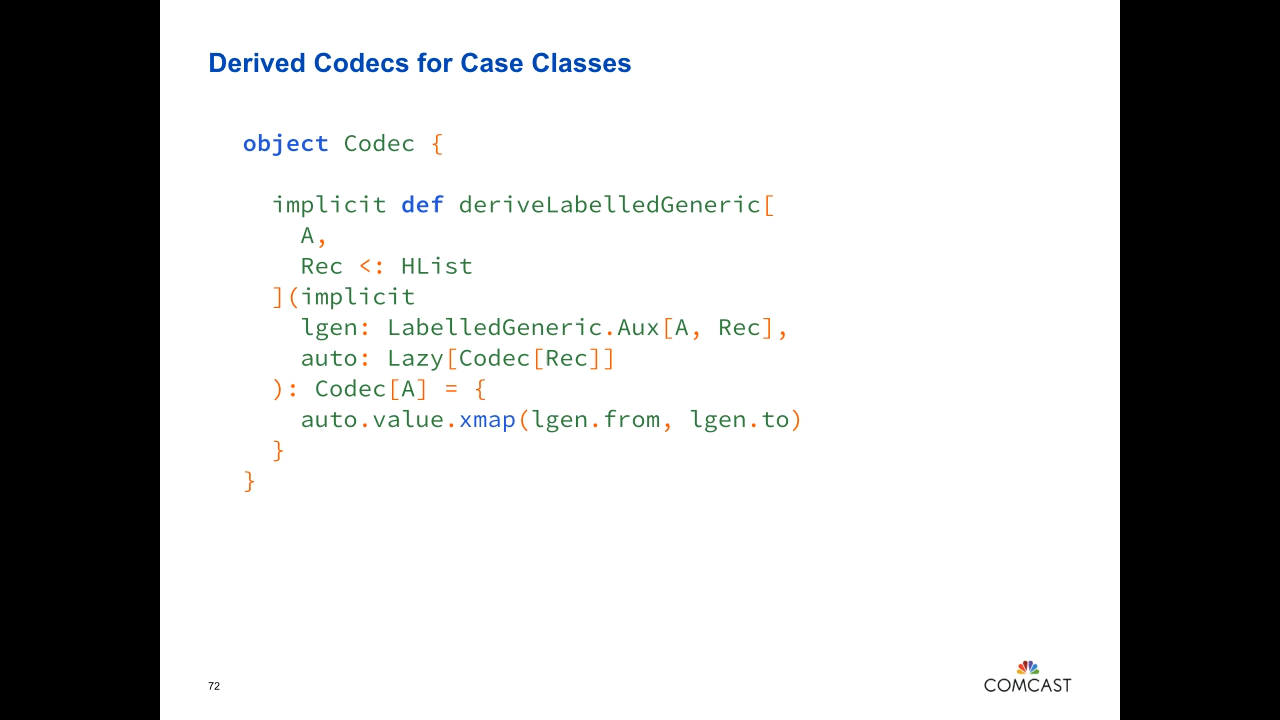 Derived Codecs for Case Classes
object Codec {
implicit def deriveLabelledGeneric[
A,
Rec <: HList
](implicit
lgen: LabelledGeneric.Aux[A, Rec],
auto: Lazy[Codec[Rec]]
): Codec[A] = {
auto.value.xmap(lgen.from, lgen.to)
}
}
72
COMCAST